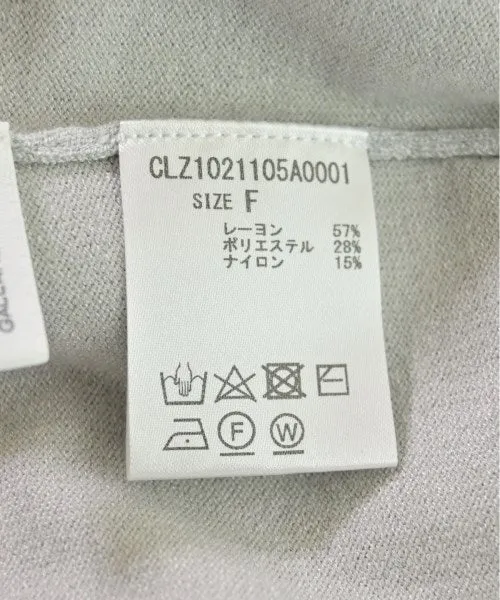 CLZ1021105A0001
SIZE F
レーヨン 57%
ポリエステル 28%
ナイロン 15%
F W